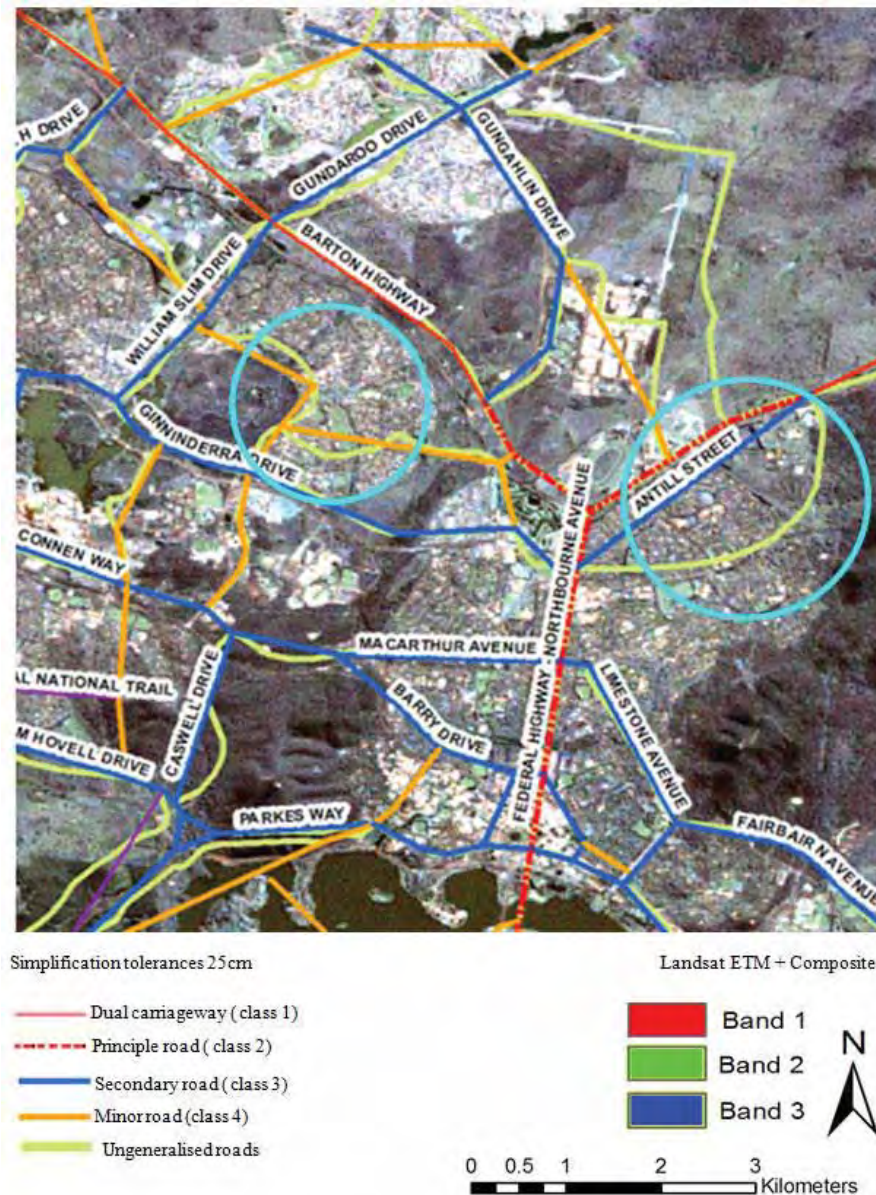 H DRIVE
GUNDAROO DRIVE
GUNGAHLIN DRIVE
BARTON HIGHWAY
WILLIAM SLIM DRIVE
GINNINDERRA DRIVE
ANTILL STREET
CONNEN WAY
FEDERAL HIGHWAY - NORTHBOURNE AVENUE
MACARTHUR AVENUE
AL NATIONAL TRAIL
CASWELL DRIVE
BARRY DRIVE
LIMESTONE AVENUE
M HOVELL DRIVE
PARKES WAY
FAIRBAIRN AVENUE
Simplification tolerances 25cm
Landsat ETM + Composite
Dual carriageway ( class 1)
Principle road ( class 2)
Secondary road ( class 3)
Minor road (class 4)
Ungeneralised roads
Band 1
Band 2
Band 3
N
0 0.5 1 2 3
Kilometers